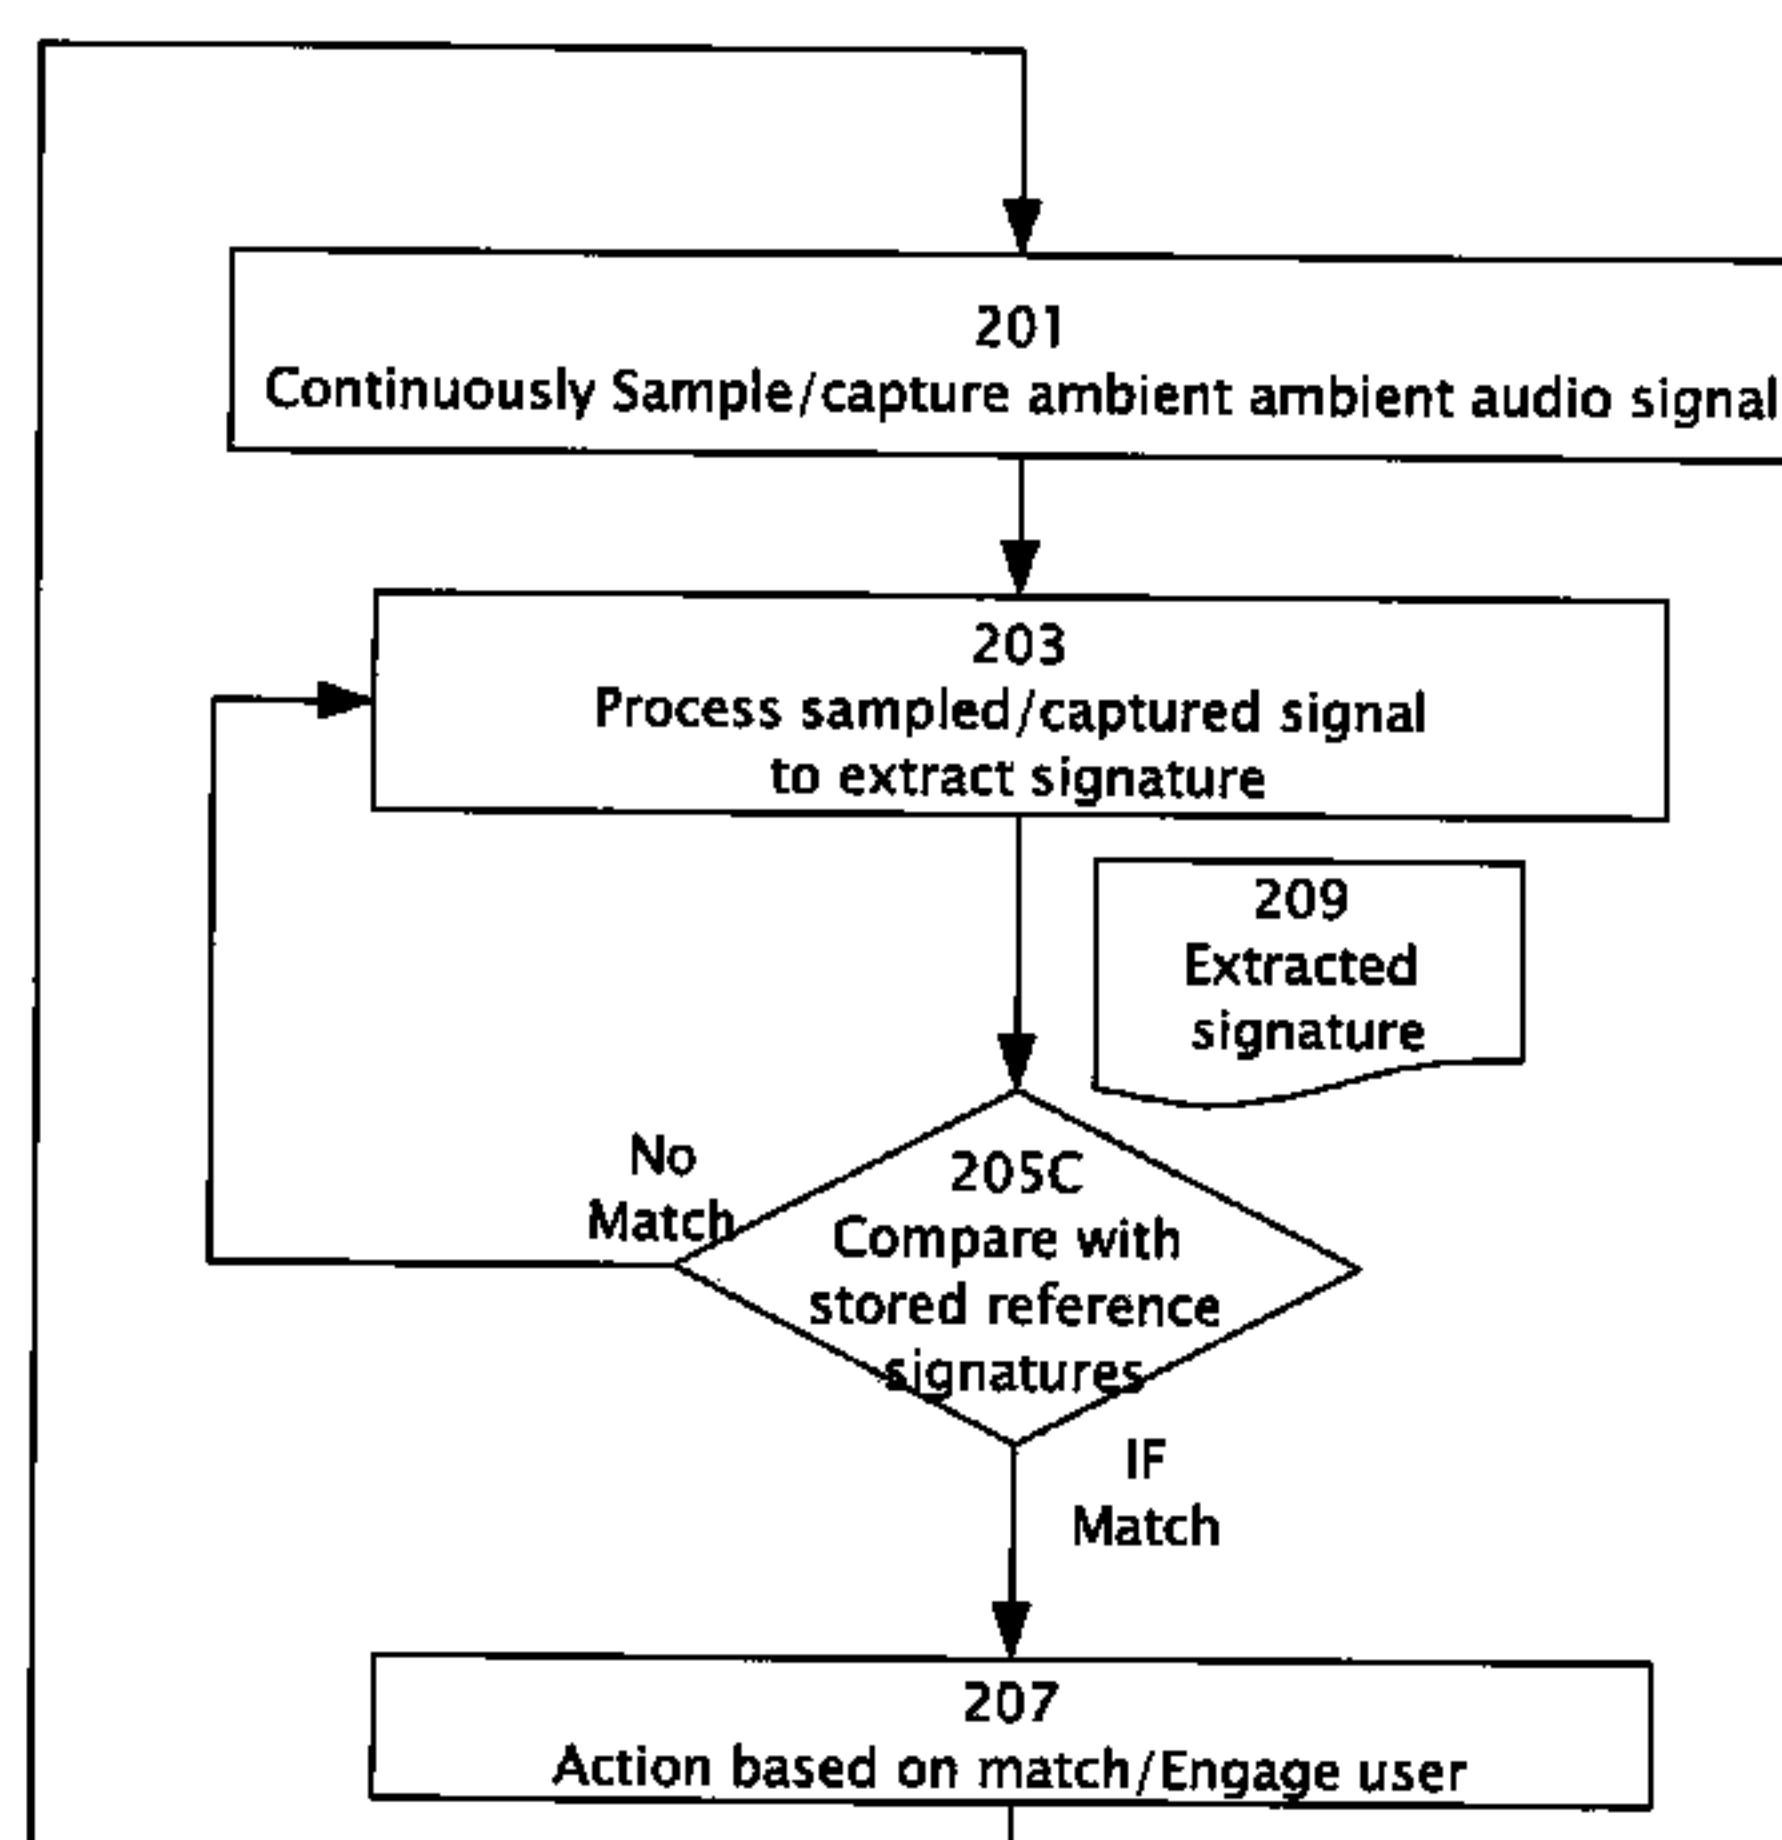 201
Continuously Sample/capture ambient ambient audio signal
203
Process sampled/captured signal
to extract signature
209
Extracted
signature
No
Match
205C
Compare with
stored reference
signatures
IF
Match
207
Action based on match/Engage user